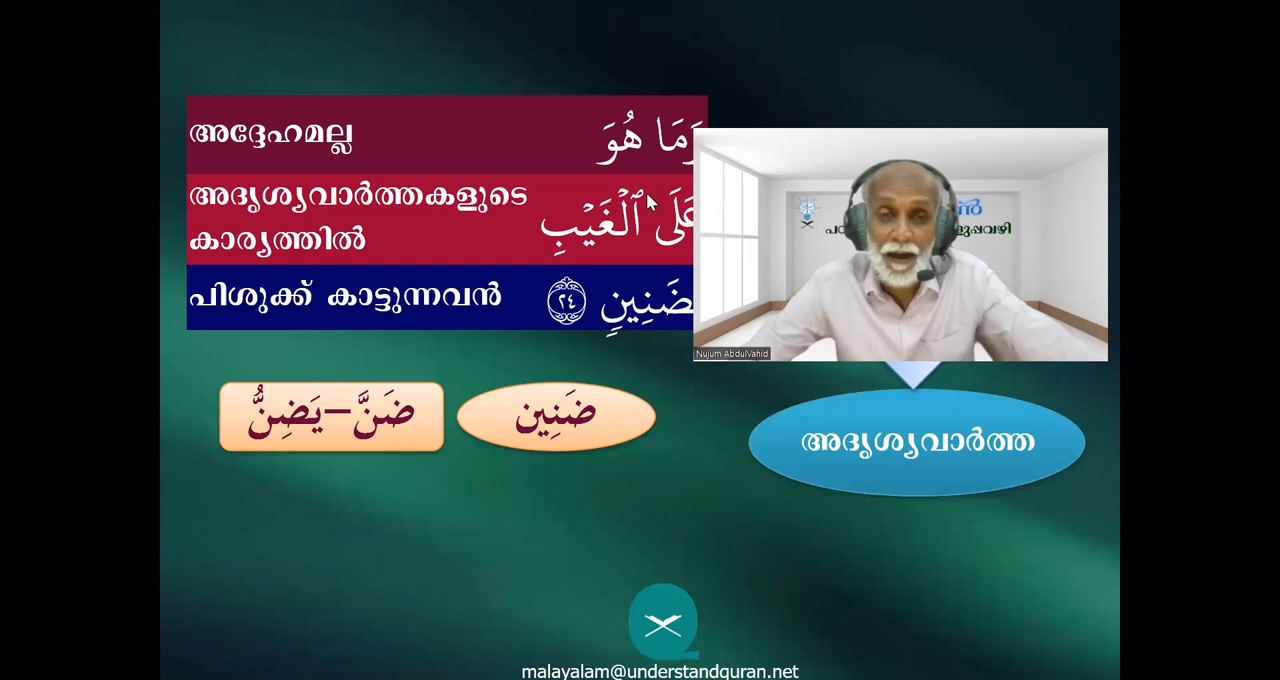 അദ്ദേഹമല്ല وَمَا هُوَ
അദൃശ്യവാർത്തകളുടെ
കാര്യത്തിൽ عَلَى ٱلْغَيْبِ
പിശുക്ക് കാട്ടുന്നവൻ ضَنِينٍ ٢٤
Nujum AbdulVahid
ضَنَّ–يَضِنُّ
ضَنِين
അദൃശ്യവാർത്ത
malayalam@understandquran.net